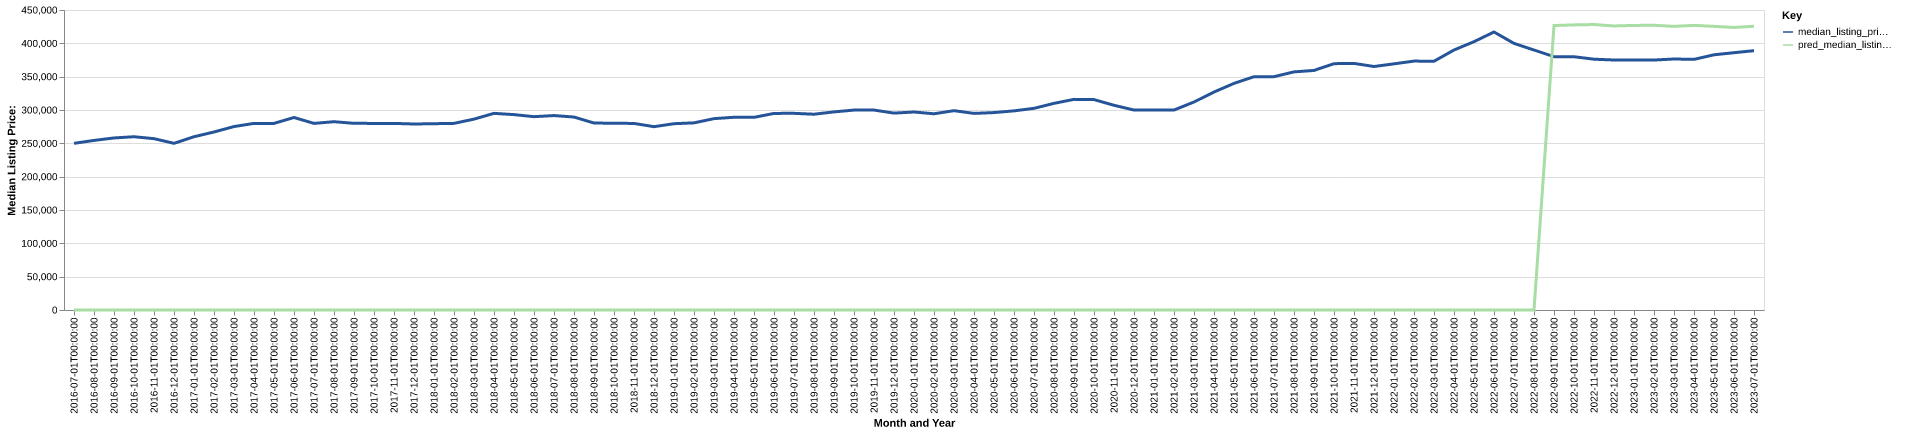 Key
median_listing_pri…
pred_median_listin…
Median Listing Price:
450,000
400,000
350,000
300,000
250,000
200,000
150,000
100,000
50,000
0
2016-07-01T00:00:00
2016-08-01T00:00:00
2016-09-01T00:00:00
2016-10-01T00:00:00
2016-11-01T00:00:00
2016-12-01T00:00:00
2017-01-01T00:00:00
2017-02-01T00:00:00
2017-03-01T00:00:00
2017-04-01T00:00:00
2017-05-01T00:00:00
2017-06-01T00:00:00
2017-07-01T00:00:00
2017-08-01T00:00:00
2017-09-01T00:00:00
2017-10-01T00:00:00
2017-11-01T00:00:00
2017-12-01T00:00:00
2018-01-01T00:00:00
2018-02-01T00:00:00
2018-03-01T00:00:00
2018-04-01T00:00:00
2018-05-01T00:00:00
2018-06-01T00:00:00
2018-07-01T00:00:00
2018-08-01T00:00:00
2018-09-01T00:00:00
2018-10-01T00:00:00
2018-11-01T00:00:00
2018-12-01T00:00:00
2019-01-01T00:00:00
2019-02-01T00:00:00
2019-03-01T00:00:00
2019-04-01T00:00:00
2019-05-01T00:00:00
2019-06-01T00:00:00
2019-07-01T00:00:00
2019-08-01T00:00:00
2019-09-01T00:00:00
2019-10-01T00:00:00
2019-11-01T00:00:00
2019-12-01T00:00:00
2020-01-01T00:00:00
2020-02-01T00:00:00
2020-03-01T00:00:00
2020-04-01T00:00:00
2020-05-01T00:00:00
2020-06-01T00:00:00
2020-07-01T00:00:00
2020-08-01T00:00:00
2020-09-01T00:00:00
2020-10-01T00:00:00
2020-11-01T00:00:00
2020-12-01T00:00:00
2021-01-01T00:00:00
2021-02-01T00:00:00
2021-03-01T00:00:00
2021-04-01T00:00:00
2021-05-01T00:00:00
2021-06-01T00:00:00
2021-07-01T00:00:00
2021-08-01T00:00:00
2021-09-01T00:00:00
2021-10-01T00:00:00
2021-11-01T00:00:00
2021-12-01T00:00:00
2022-01-01T00:00:00
2022-02-01T00:00:00
2022-03-01T00:00:00
2022-04-01T00:00:00
2022-05-01T00:00:00
2022-06-01T00:00:00
2022-07-01T00:00:00
2022-08-01T00:00:00
2022-09-01T00:00:00
2022-10-01T00:00:00
2022-11-01T00:00:00
2022-12-01T00:00:00
2023-01-01T00:00:00
2023-02-01T00:00:00
2023-03-01T00:00:00
2023-04-01T00:00:00
2023-05-01T00:00:00
2023-06-01T00:00:00
2023-07-01T00:00:00
Month and Year